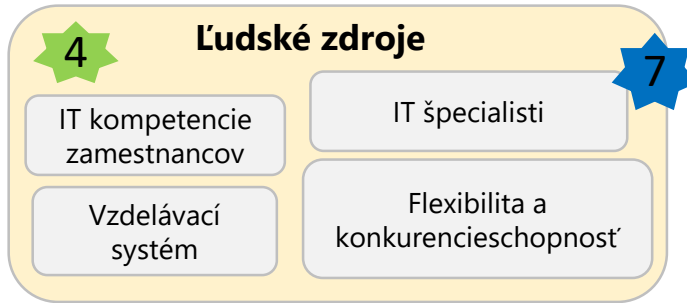 Ľudské zdroje
4
7
IT kompetencie
zamestnancov
IT špecialisti
Vzdelávací
systém
Flexibilita a
konkurencieschopnosť